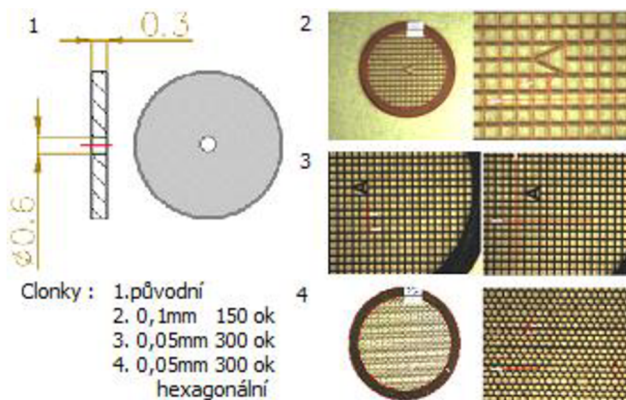 1
0.3
2
ø0.6
3
Clonky : 1.původní
2. 0,1mm 150 ok
3. 0,05mm 300 ok
4. 0,05mm 300 ok
hexagonální
4